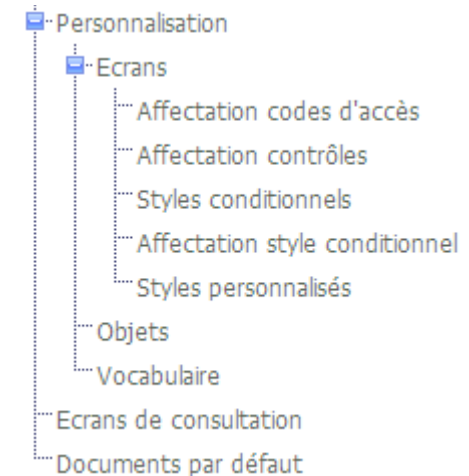 Personnalisation
Ecrans
Affectation codes d'accès
Affectation contrôles
Styles conditionnels
Affectation style conditionnel
Styles personnalisés
Objets
Vocabulaire
Ecrans de consultation
Documents par défaut